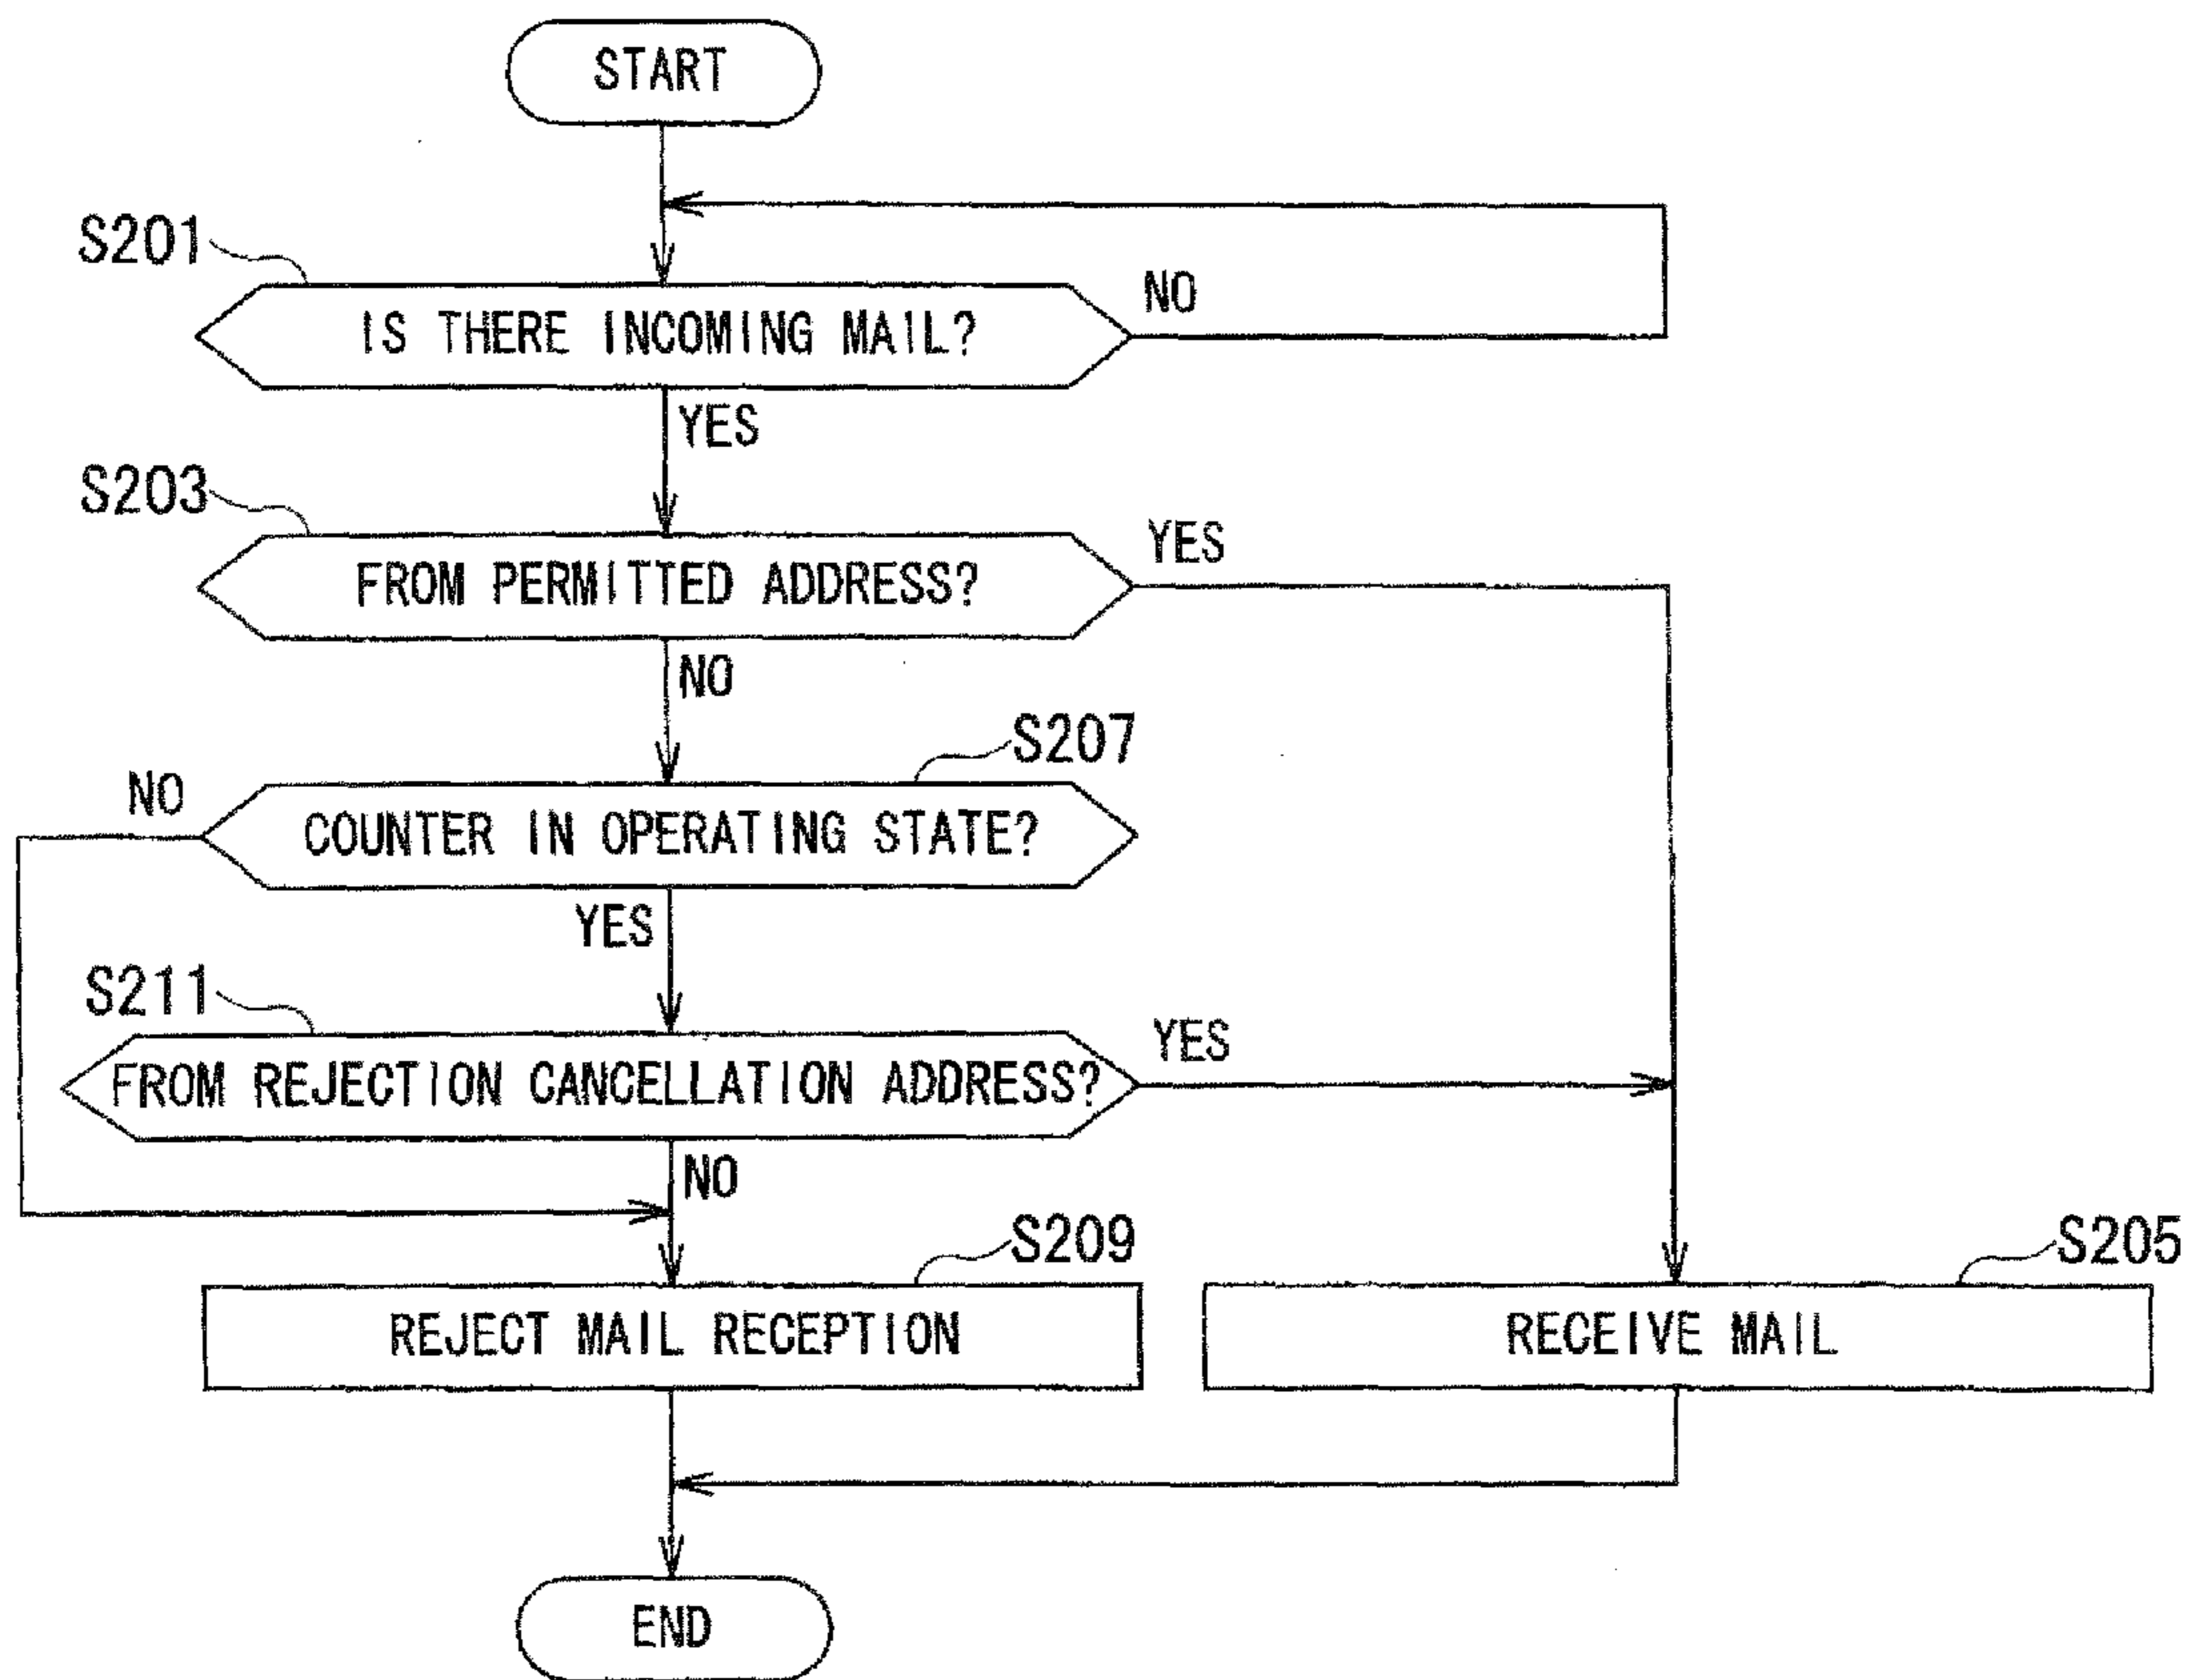 START
S201
IS THERE INCOMING MAIL?
NO
YES
S203
FROM PERMITTED ADDRESS?
YES
NO
S207
NO
COUNTER IN OPERATING STATE?
YES
S211
FROM REJECTION CANCELLATION ADDRESS?
YES
NO
S209
S205
REJECT MAIL RECEPTION
RECEIVE MAIL
END